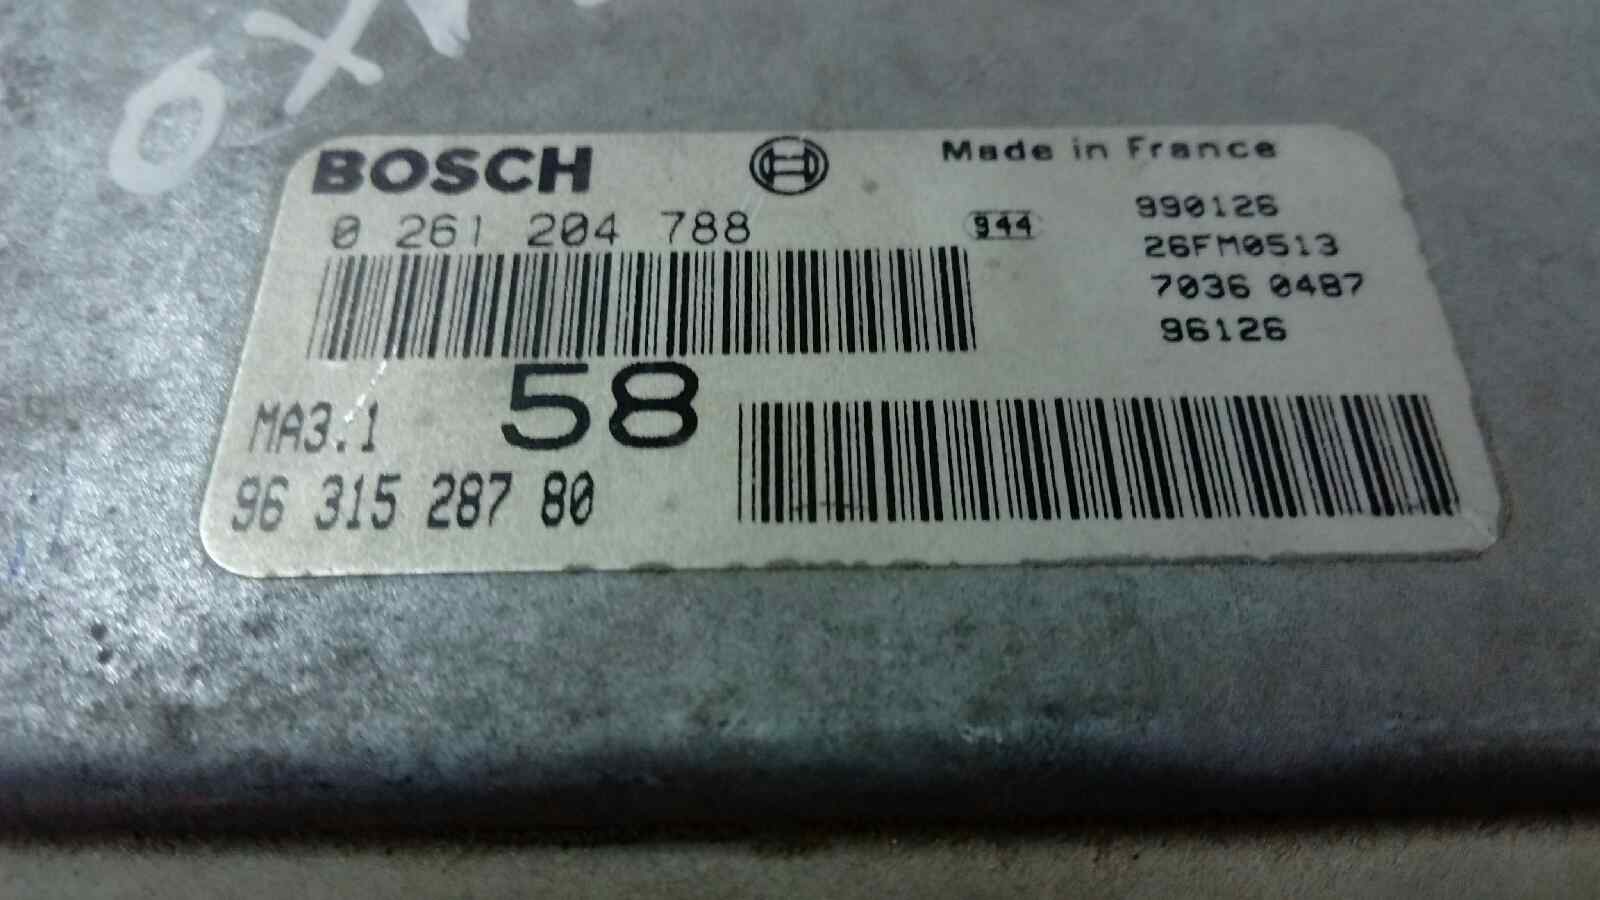 BOSCH
Made in France
0 261 204 788
944
990126
26FM0513
7036 0487
96126
MA3.1
58
96 315 287 80